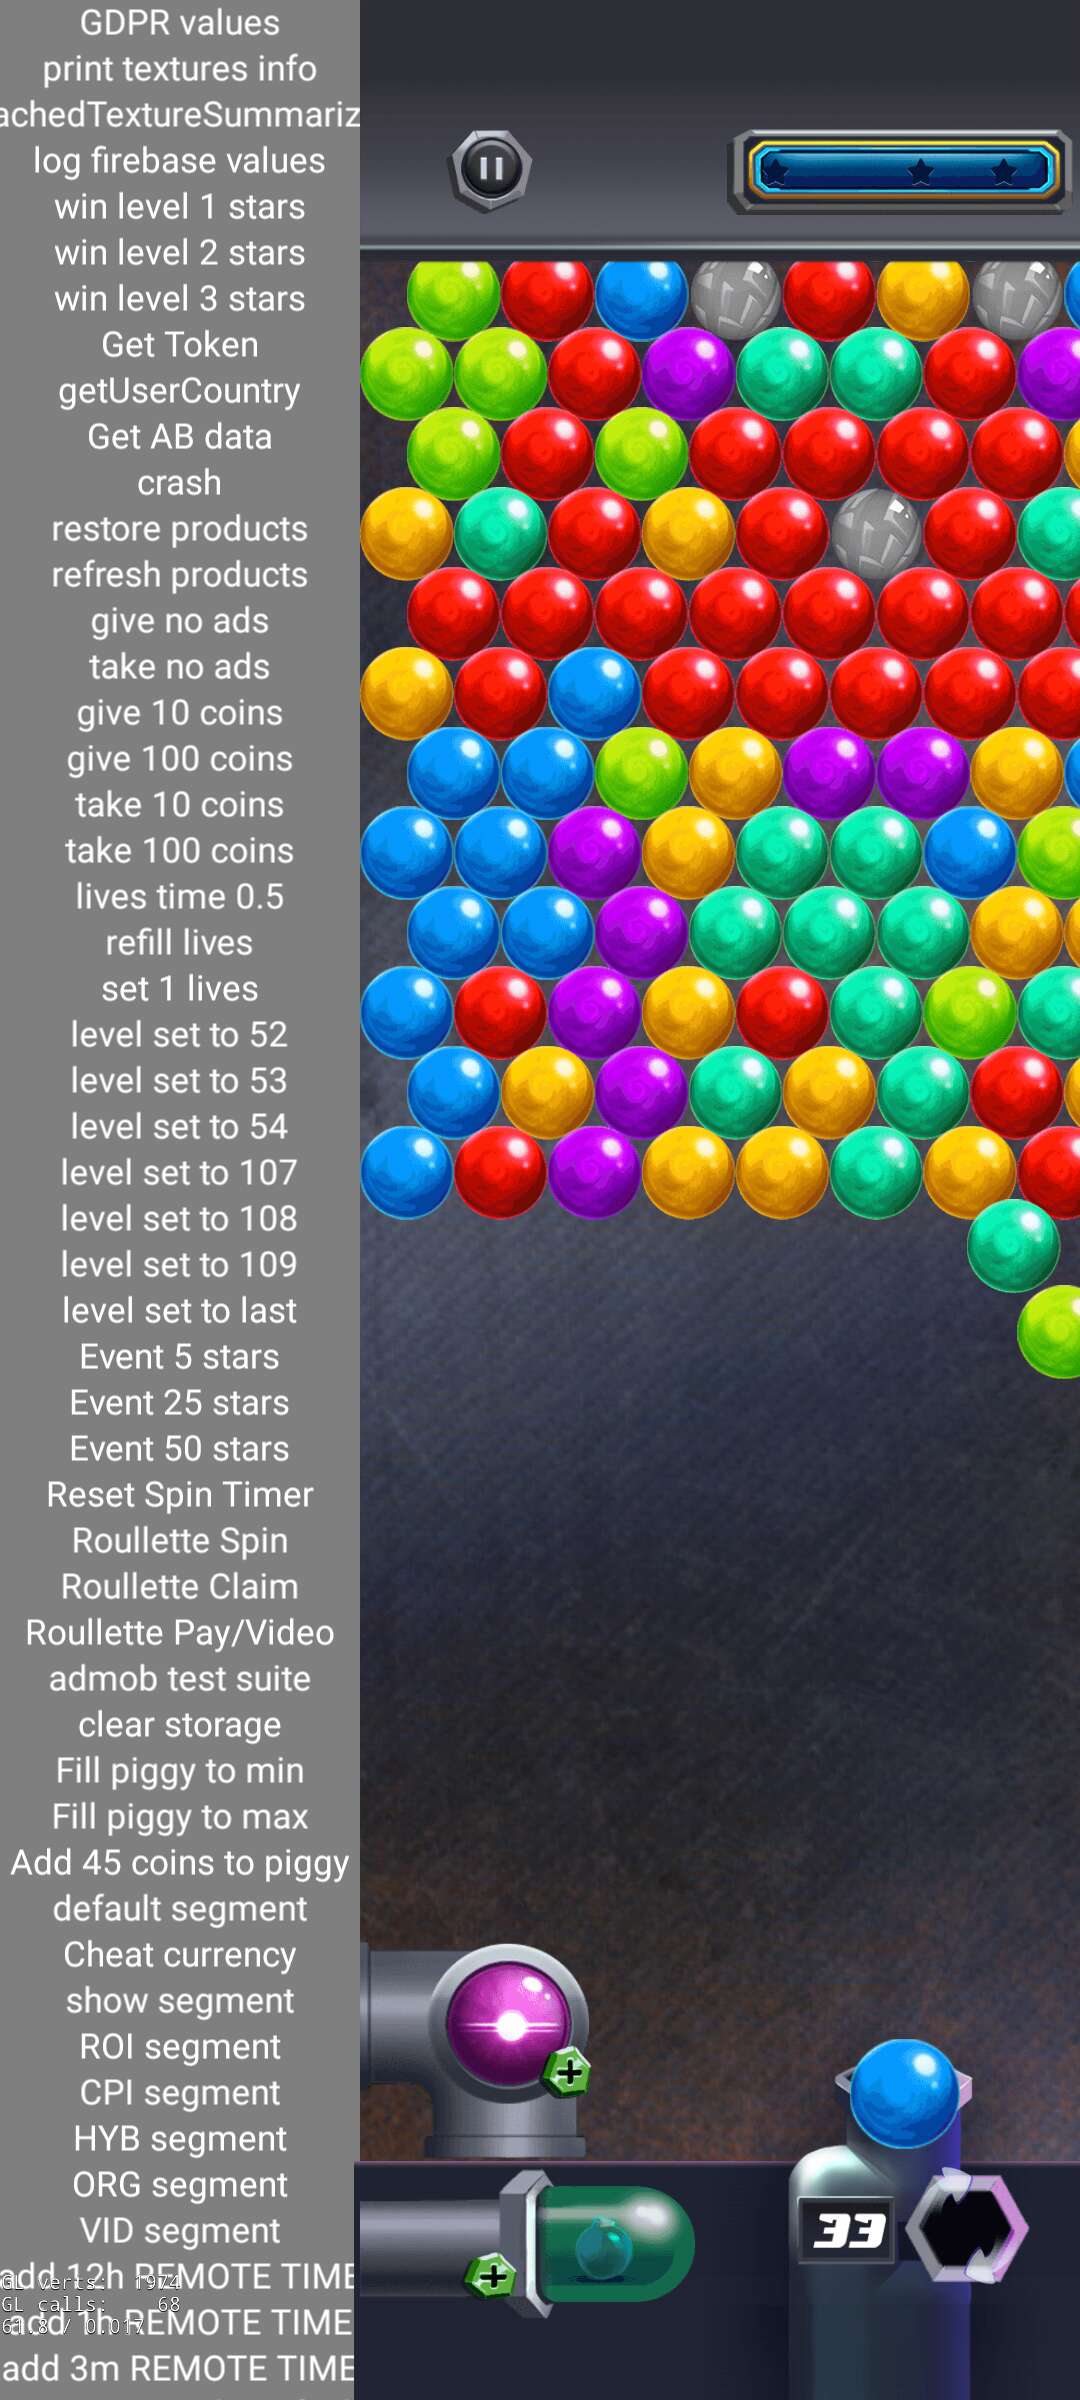 GDPR values
print textures info
achedTextureSummariz
log firebase values
win level 1 stars
win level 2 stars
win level 3 stars
Get Token
getUserCountry
Get AB data
crash
restore products
refresh products
give no ads
take no ads
give 10 coins
give 100 coins
take 10 coins
take 100 coins
lives time 0.5
refill lives
set 1 lives
level set to 52
level set to 53
level set to 54
level set to 107
level set to 108
level set to 109
level set to last
Event 5 stars
Event 25 stars
Event 50 stars
Reset Spin Timer
Roullette Spin
Roullette Claim
Roullette Pay/Video
admob test suite
clear storage
Fill piggy to min
Fill piggy to max
Add 45 coins to piggy
default segment
Cheat currency
show segment
ROI segment
CPI segment
HYB segment
ORG segment
VID segment
33
add 12h REMOTE TIME
GL verts: 1974
GL calls: 68
add 1h REMOTE TIME
61.8 / 0.017
add 3m REMOTE TIME